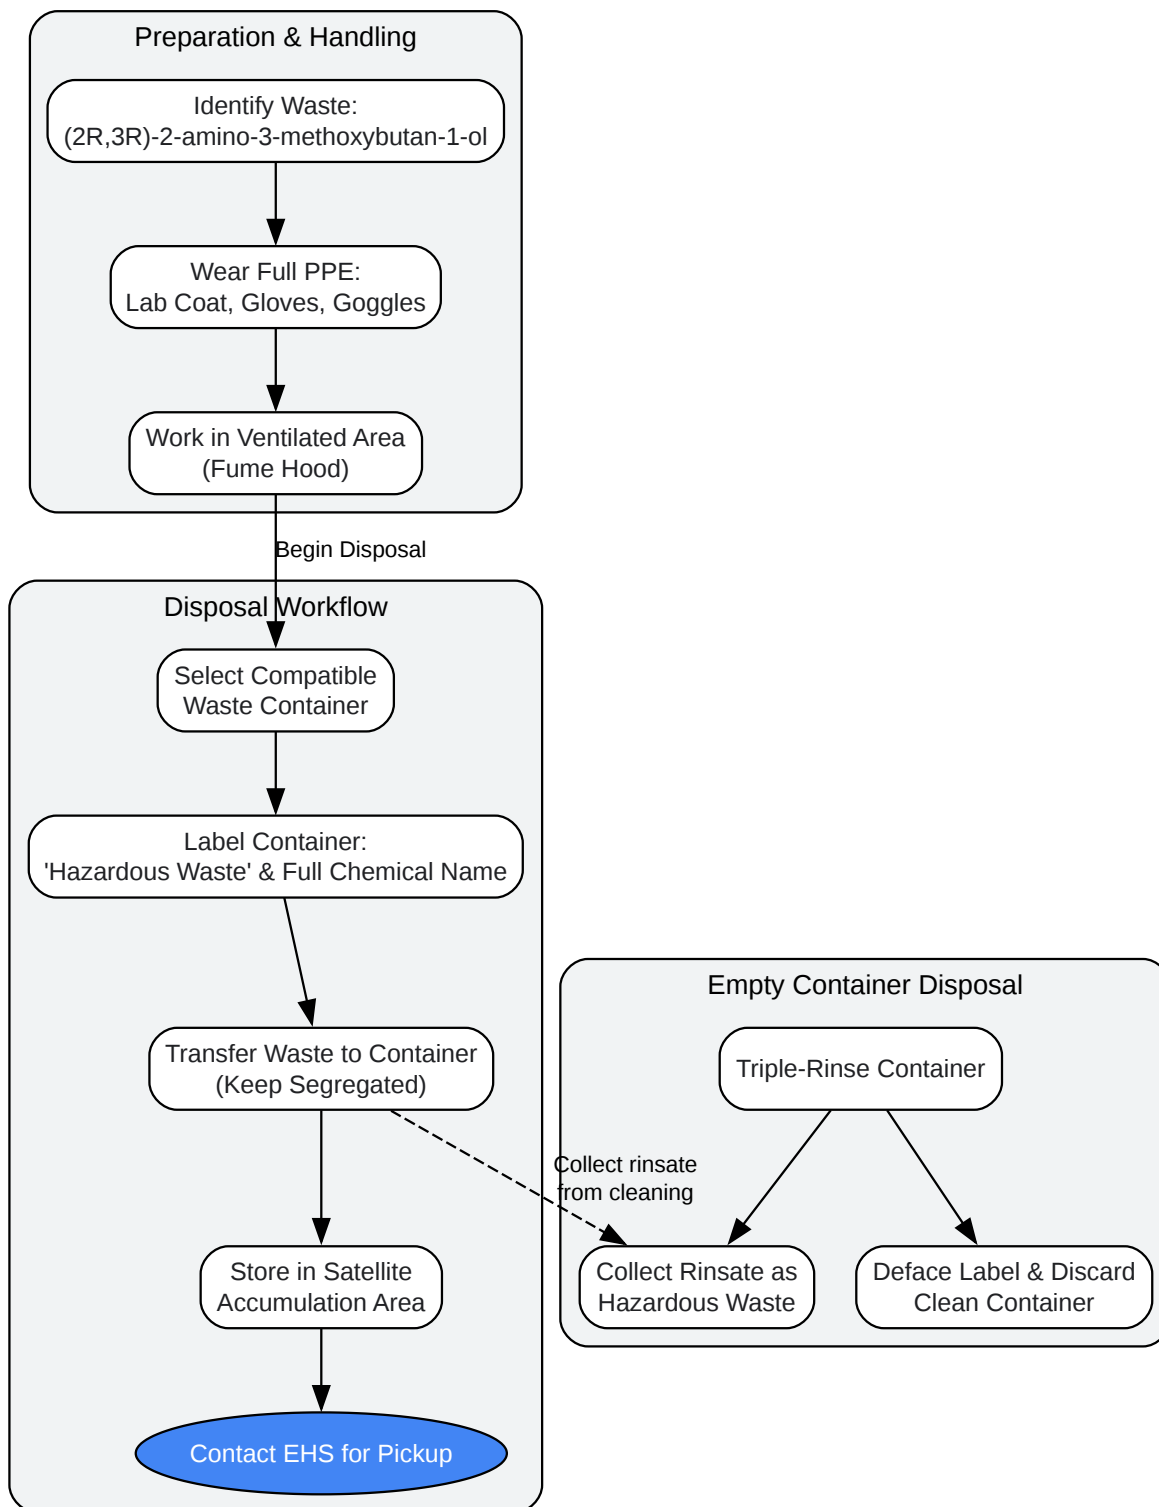 Preparation & Handling
Identify Waste:
(2R,3R)-2-amino-3-methoxybutan-1-ol
Wear Full PPE:
Lab Coat, Gloves, Goggles
Work in Ventilated Area
(Fume Hood)
Begin Disposal
Disposal Workflow
Select Compatible
Waste Container
Label Container:
'Hazardous Waste' & Full Chemical Name
Transfer Waste to Container
(Keep Segregated)
Store in Satellite
Accumulation Area
Contact EHS for Pickup
Empty Container Disposal
Triple-Rinse Container
Collect rinsate
from cleaning
Collect Rinsate as
Hazardous Waste
Deface Label & Discard
Clean Container